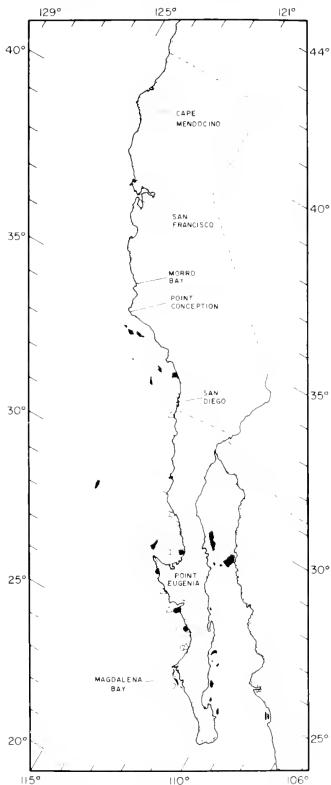 129°
125°
121°
40°
44°
CAPE
MENDOCINO
40°
SAN
FRANCISCO
35°
MORRO
BAY
POINT
CONCEPTION
35°
SAN
DIEGO
30°
30°
25°
POINT
EUGENIA
MAGDALENA
BAY
20°
25°
115°
110°
106°